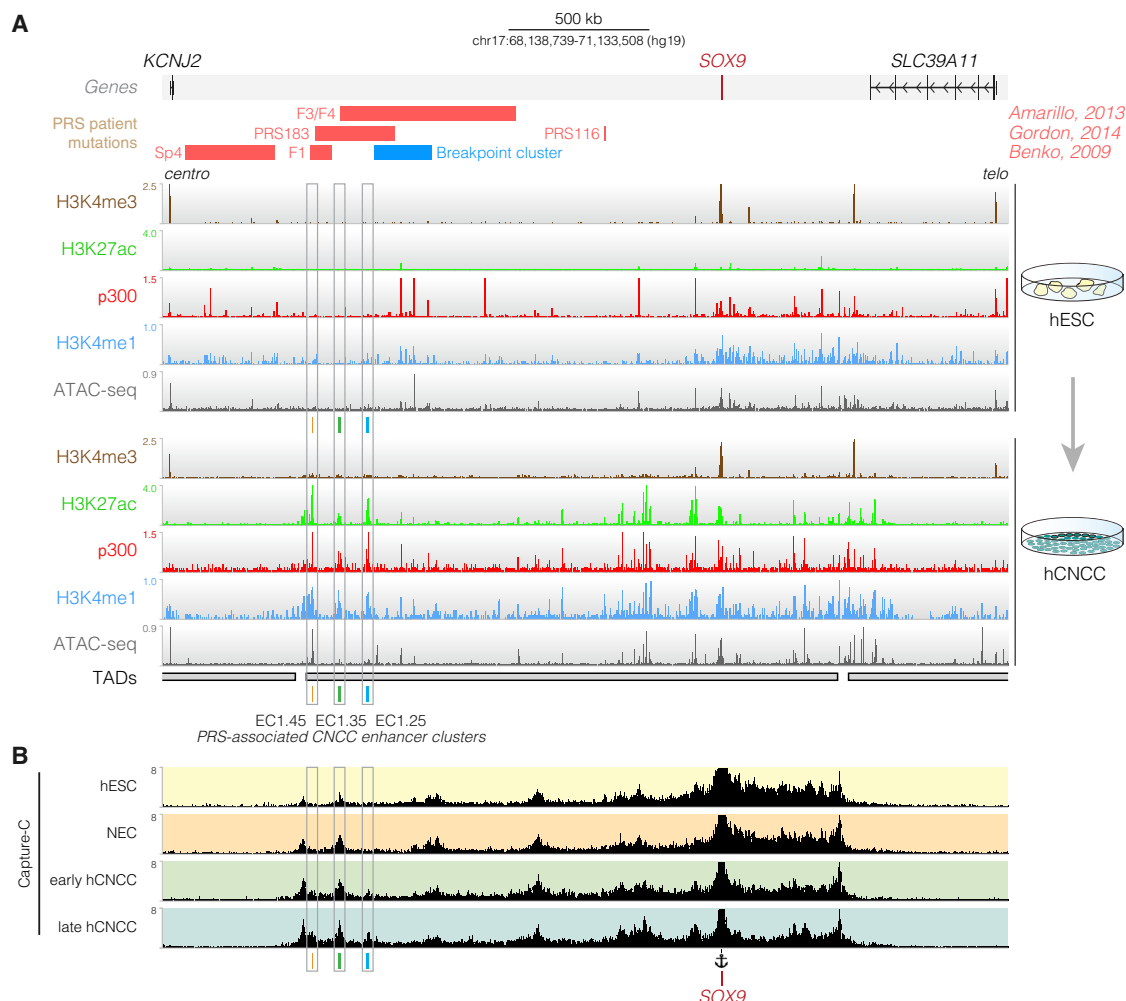 A
500 kb
chr17:68,138,739-71,133,508 (hg19)
KCNJ2
SOX9
SLC39A11
Genes
PRS patient
mutations
F3/F4
Amarillo, 2013
PRS183
PRS116
Gordon, 2014
Sp4
F1
Breakpoint cluster
Benko, 2009
centro
telo
2.5
H3K4me3
4.0
H3K27ac
1.5
p300
hESC
1.0
H3K4me1
0.9
ATAC-seq
2.5
H3K4me3
4.0
H3K27ac
1.5
p300
hCNCC
1.0
H3K4me1
0.9
ATAC-seq
TADs
EC1.45 EC1.35 EC1.25
PRS-associated CNCC enhancer clusters
B
Capture-C
8
hESC
8
NEC
8
early hCNCC
8
late hCNCC
SOX9